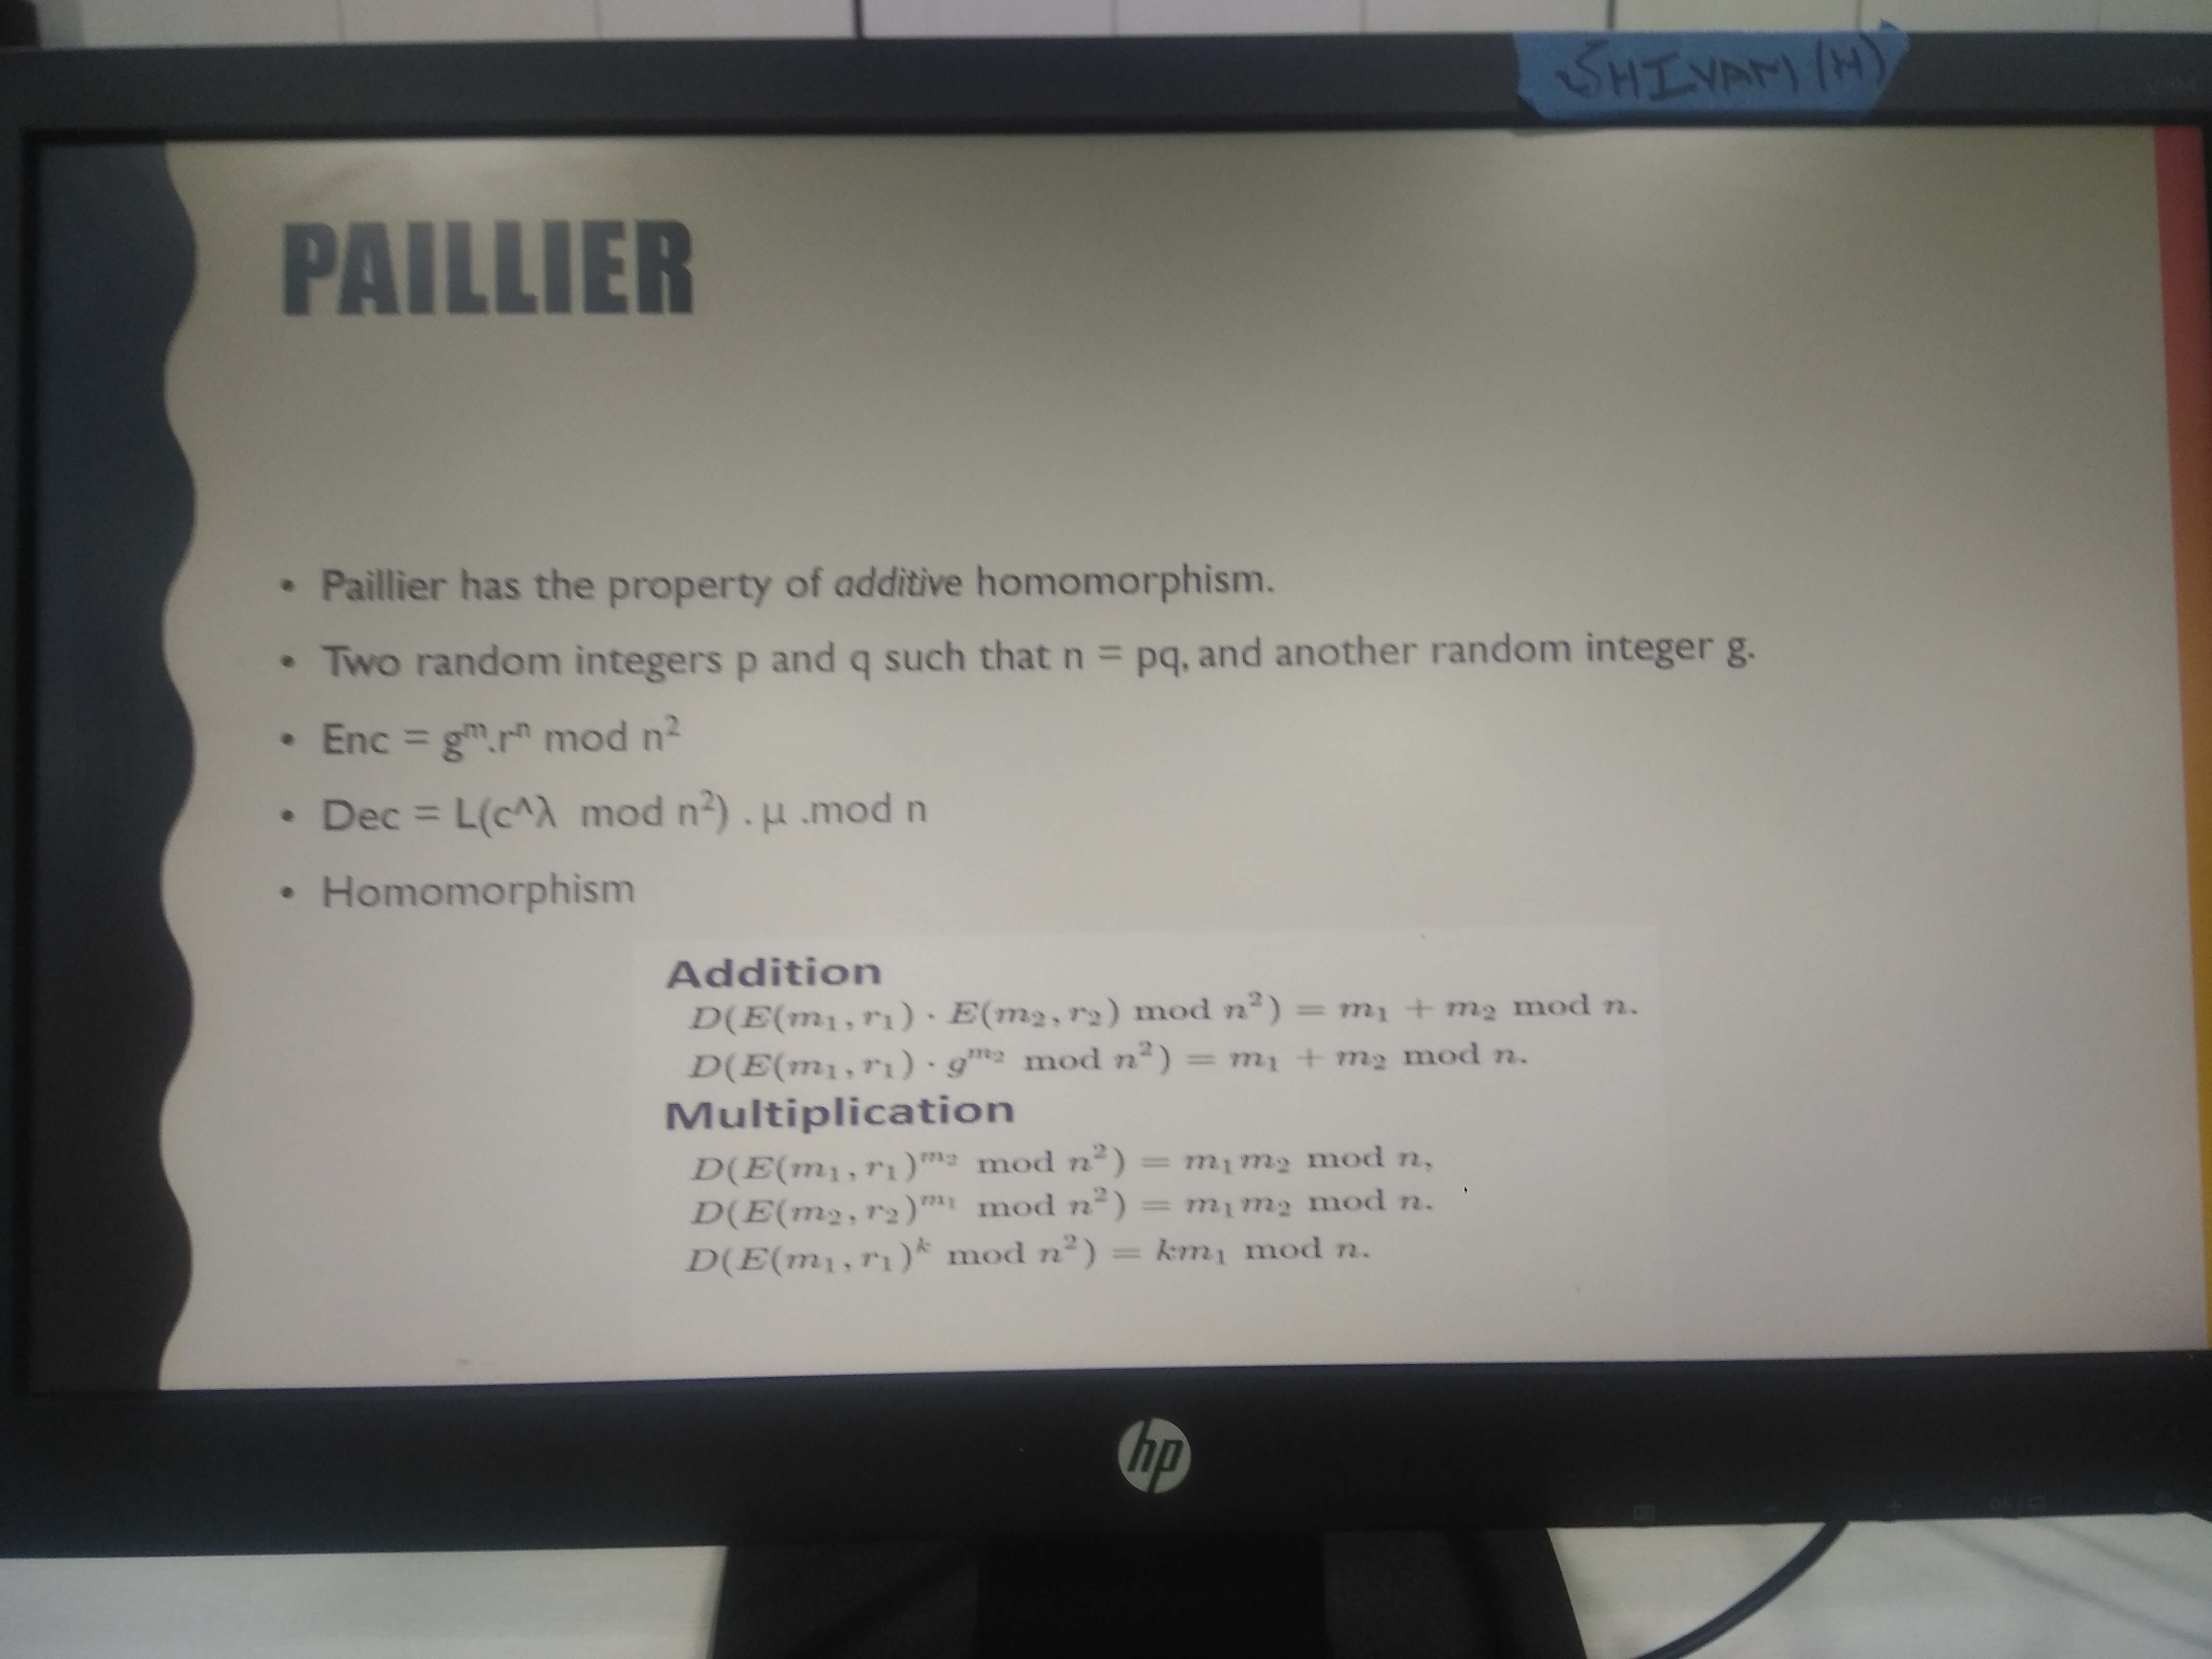 SHIVANI (H)
PAILLIER
• Paillier has the property of additive homomorphism.
• Two random integers p and q such that n = pq, and another random integer g.
• Enc = gᵐ.rⁿ mod n²
• Dec = L(c^λ mod n²) . μ .mod n
• Homomorphism
Addition
D(E(m₁, r₁) · E(m₂, r₂) mod n²) = m₁ + m₂ mod n.
D(E(m₁, r₁) · g^m₂ mod n²) = m₁ + m₂ mod n.
Multiplication
D(E(m₁, r₁)^m₂ mod n²) = m₁m₂ mod n,
D(E(m₂, r₂)^m₁ mod n²) = m₁m₂ mod n.
D(E(m₁, r₁)ᵏ mod n²) = km₁ mod n.
hp